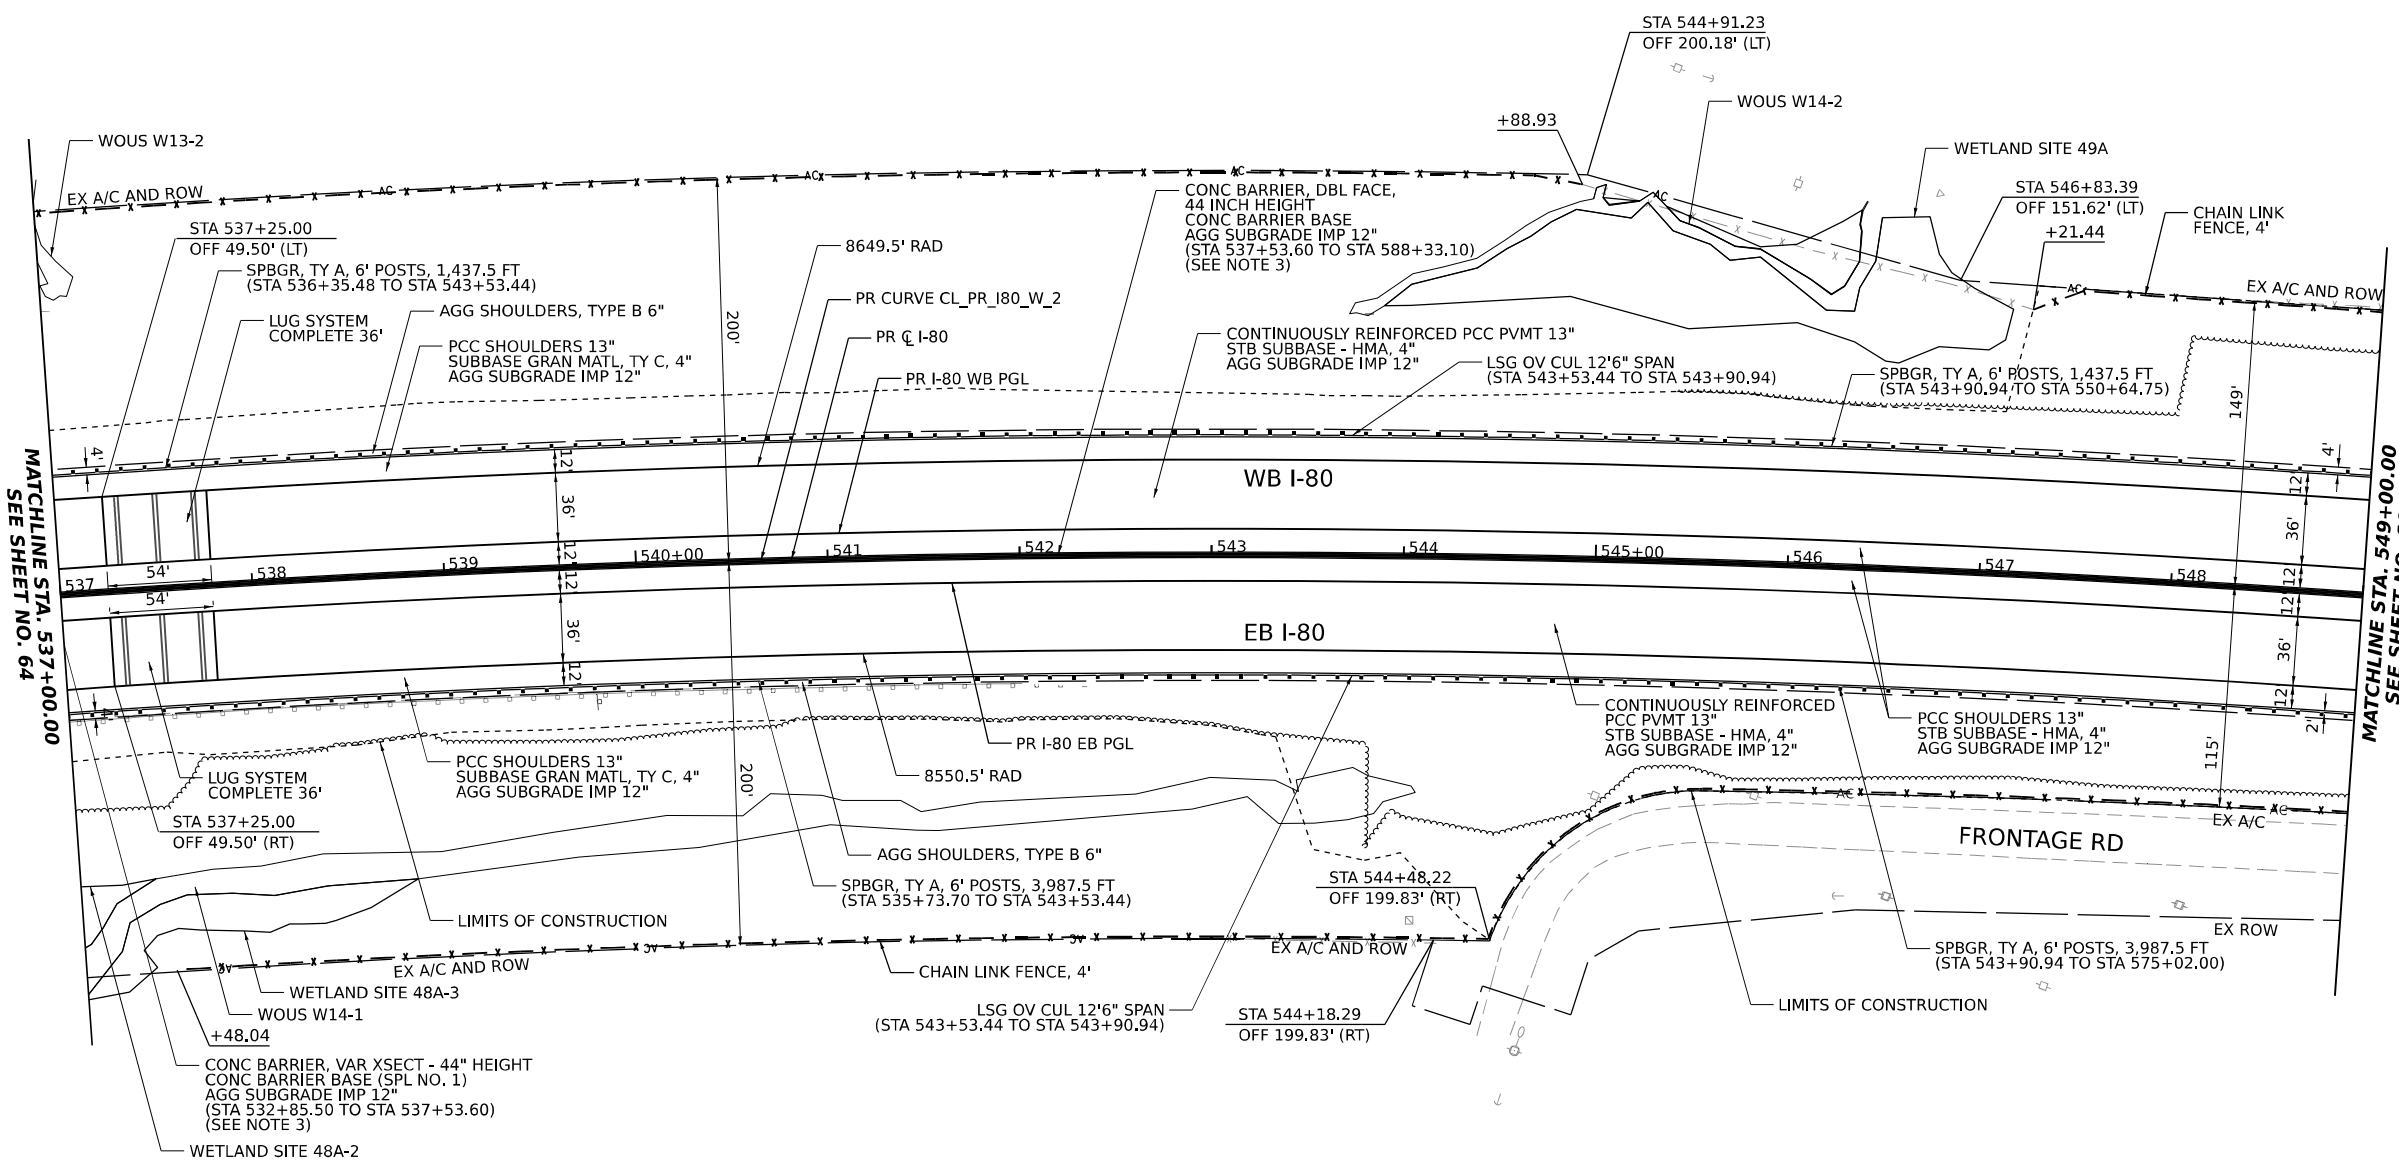 STA 544+91.23
OFF 200.18' (LT)
WOUS W14-2
+88.93
WOUS W13-2
WETLAND SITE 49A
EX A/C AND ROW
AC
AC
AC
AC
STA 546+83.39
OFF 151.62' (LT)
CHAIN LINK
FENCE, 4'
+21.44
AC
EX A/C AND ROW
STA 537+25.00
OFF 49.50' (LT)
SPBGR, TY A, 6' POSTS, 1,437.5 FT
(STA 536+35.48 TO STA 543+53.44)
LUG SYSTEM
COMPLETE 36'
AGG SHOULDERS, TYPE B 6"
PCC SHOULDERS 13"
SUBBASE GRAN MATL, TY C, 4"
AGG SUBGRADE IMP 12"
200'
8649.5' RAD
PR CURVE CL_PR_I80_W_2
PR ℄ I-80
PR I-80 WB PGL
CONC BARRIER, DBL FACE,
44 INCH HEIGHT
CONC BARRIER BASE
AGG SUBGRADE IMP 12"
(STA 537+53.60 TO STA 588+33.10)
(SEE NOTE 3)
CONTINUOUSLY REINFORCED PCC PVMT 13"
STB SUBBASE - HMA, 4"
AGG SUBGRADE IMP 12"
LSG OV CUL 12'6" SPAN
(STA 543+53.44 TO STA 543+90.94)
SPBGR, TY A, 6' POSTS, 1,437.5 FT
(STA 543+90.94 TO STA 550+64.75)
149'
MATCHLINE STA. 537+00.00
SEE SHEET NO. 64
4'
12'
36'
12'
12'
36'
12'
WB I-80
4'
12'
36'
12'
12'
36'
12'
2'
537
538
539
540+00
541
542
543
544
545+00
546
547
548
54'
54'
EB I-80
MATCHLINE STA. 549+00.00
4'
LUG SYSTEM
COMPLETE 36'
PCC SHOULDERS 13"
SUBBASE GRAN MATL, TY C, 4"
AGG SUBGRADE IMP 12"
200'
PR I-80 EB PGL
8550.5' RAD
CONTINUOUSLY REINFORCED
PCC PVMT 13"
STB SUBBASE - HMA, 4"
AGG SUBGRADE IMP 12"
PCC SHOULDERS 13"
STB SUBBASE - HMA, 4"
AGG SUBGRADE IMP 12"
115'
STA 537+25.00
OFF 49.50' (RT)
AGG SHOULDERS, TYPE B 6"
SPBGR, TY A, 6' POSTS, 3,987.5 FT
(STA 535+73.70 TO STA 543+53.44)
LIMITS OF CONSTRUCTION
STA 544+48.22
OFF 199.83' (RT)
AC
AC
EX A/C
FRONTAGE RD
EX ROW
AC
EX A/C AND ROW
AC
AC
EX A/C AND ROW
CHAIN LINK FENCE, 4'
SPBGR, TY A, 6' POSTS, 3,987.5 FT
(STA 543+90.94 TO STA 575+02.00)
WETLAND SITE 48A-3
WOUS W14-1
+48.04
LSG OV CUL 12'6" SPAN
(STA 543+53.44 TO STA 543+90.94)
STA 544+18.29
OFF 199.83' (RT)
LIMITS OF CONSTRUCTION
CONC BARRIER, VAR XSECT - 44" HEIGHT
CONC BARRIER BASE (SPL NO. 1)
AGG SUBGRADE IMP 12"
(STA 532+85.50 TO STA 537+53.60)
(SEE NOTE 3)
WETLAND SITE 48A-2